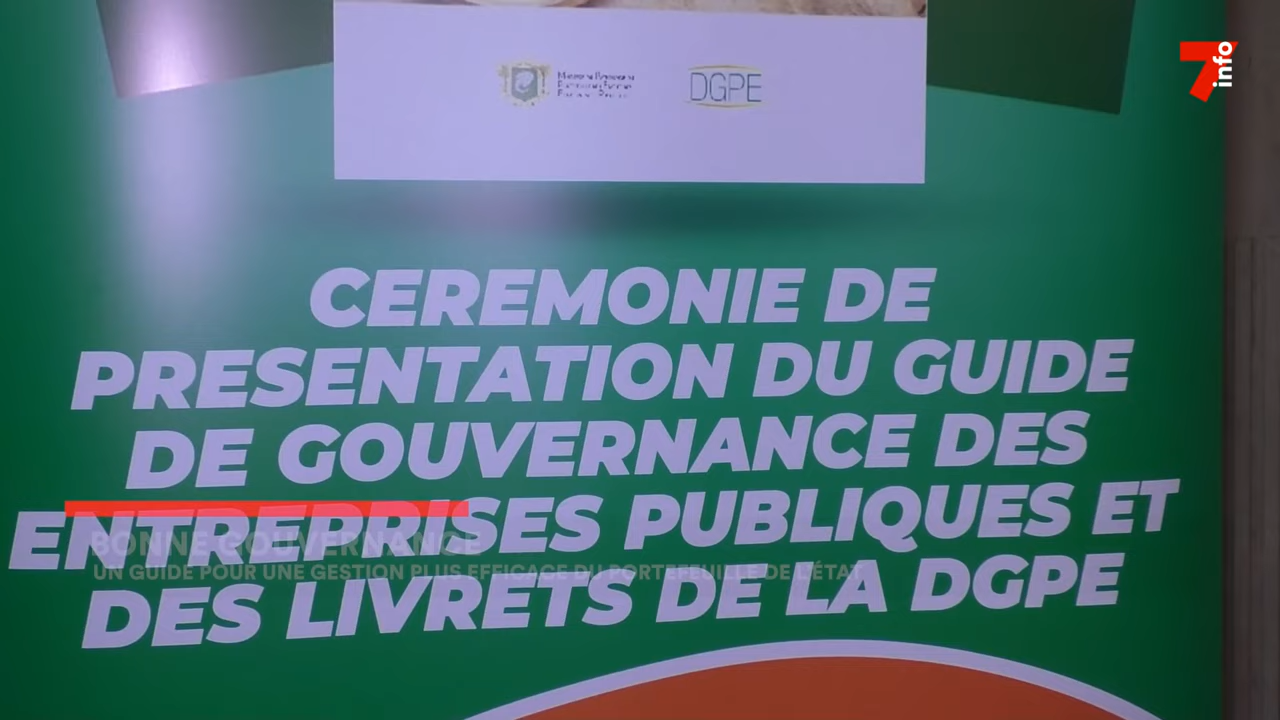 7info
DGPE
CEREMONIE DE
PRESENTATION DU GUIDE
DE GOUVERNANCE DES
ENTREPRISES PUBLIQUES ET
DES LIVRETS DE LA DGPE
BONNE GOUVERNANCE
UN GUIDE POUR UNE GESTION PLUS EFFICACE DU PORTEFEUILLE DE L'ÉTAT